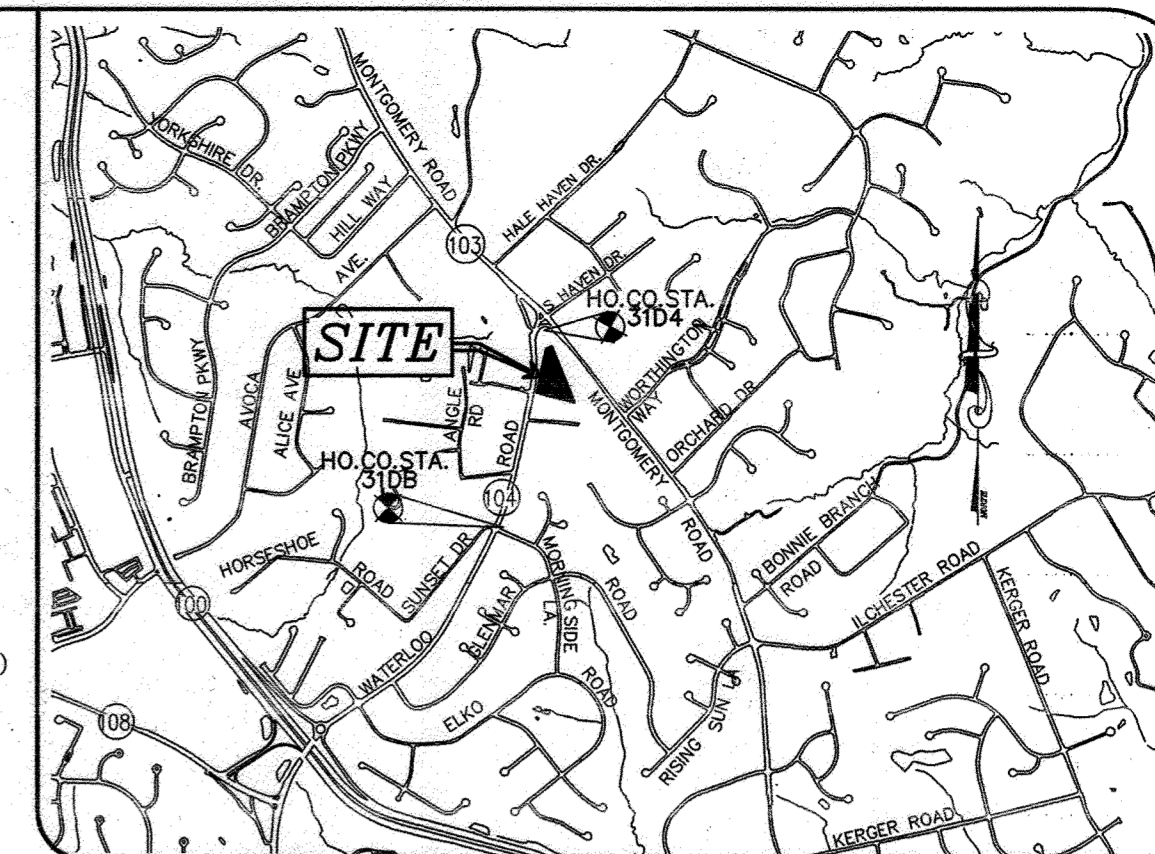 MONTGOMERY ROAD
YORKSHIRE DR.
BRAMPTON PKWY
HILL WAY
AVE.
103
HALE HAVEN DR.
S HAVEN DR.
HO.CO.STA.
31D4
SITE
WORTHINGTON
WAY
ORCHARD DR
MONTGOMERY
ROAD
BRAMPTON PKWY
AVOCA
ALICE AVE
ANGLE
RD
ROAD
104
HO.CO.STA.
31DB
HORSESHOE
ROAD
SUNSET DR
MORNING SIDE
LA.
ROAD
GLENMAR
WATERLOO
ELKO
ROAD
100
108
BONNIE BRANCH
ROAD
ILCHESTER ROAD
KERGER ROAD
RISING SUN LA
KERGER ROAD